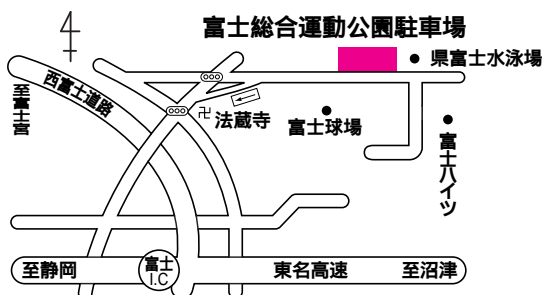 富士総合運動公園駐車場
県富士水泳場
西富士道路
至富士宮
卍 法蔵寺
富士球場
富士ハイツ
至静岡
富士
I.C
東名高速
至沼津